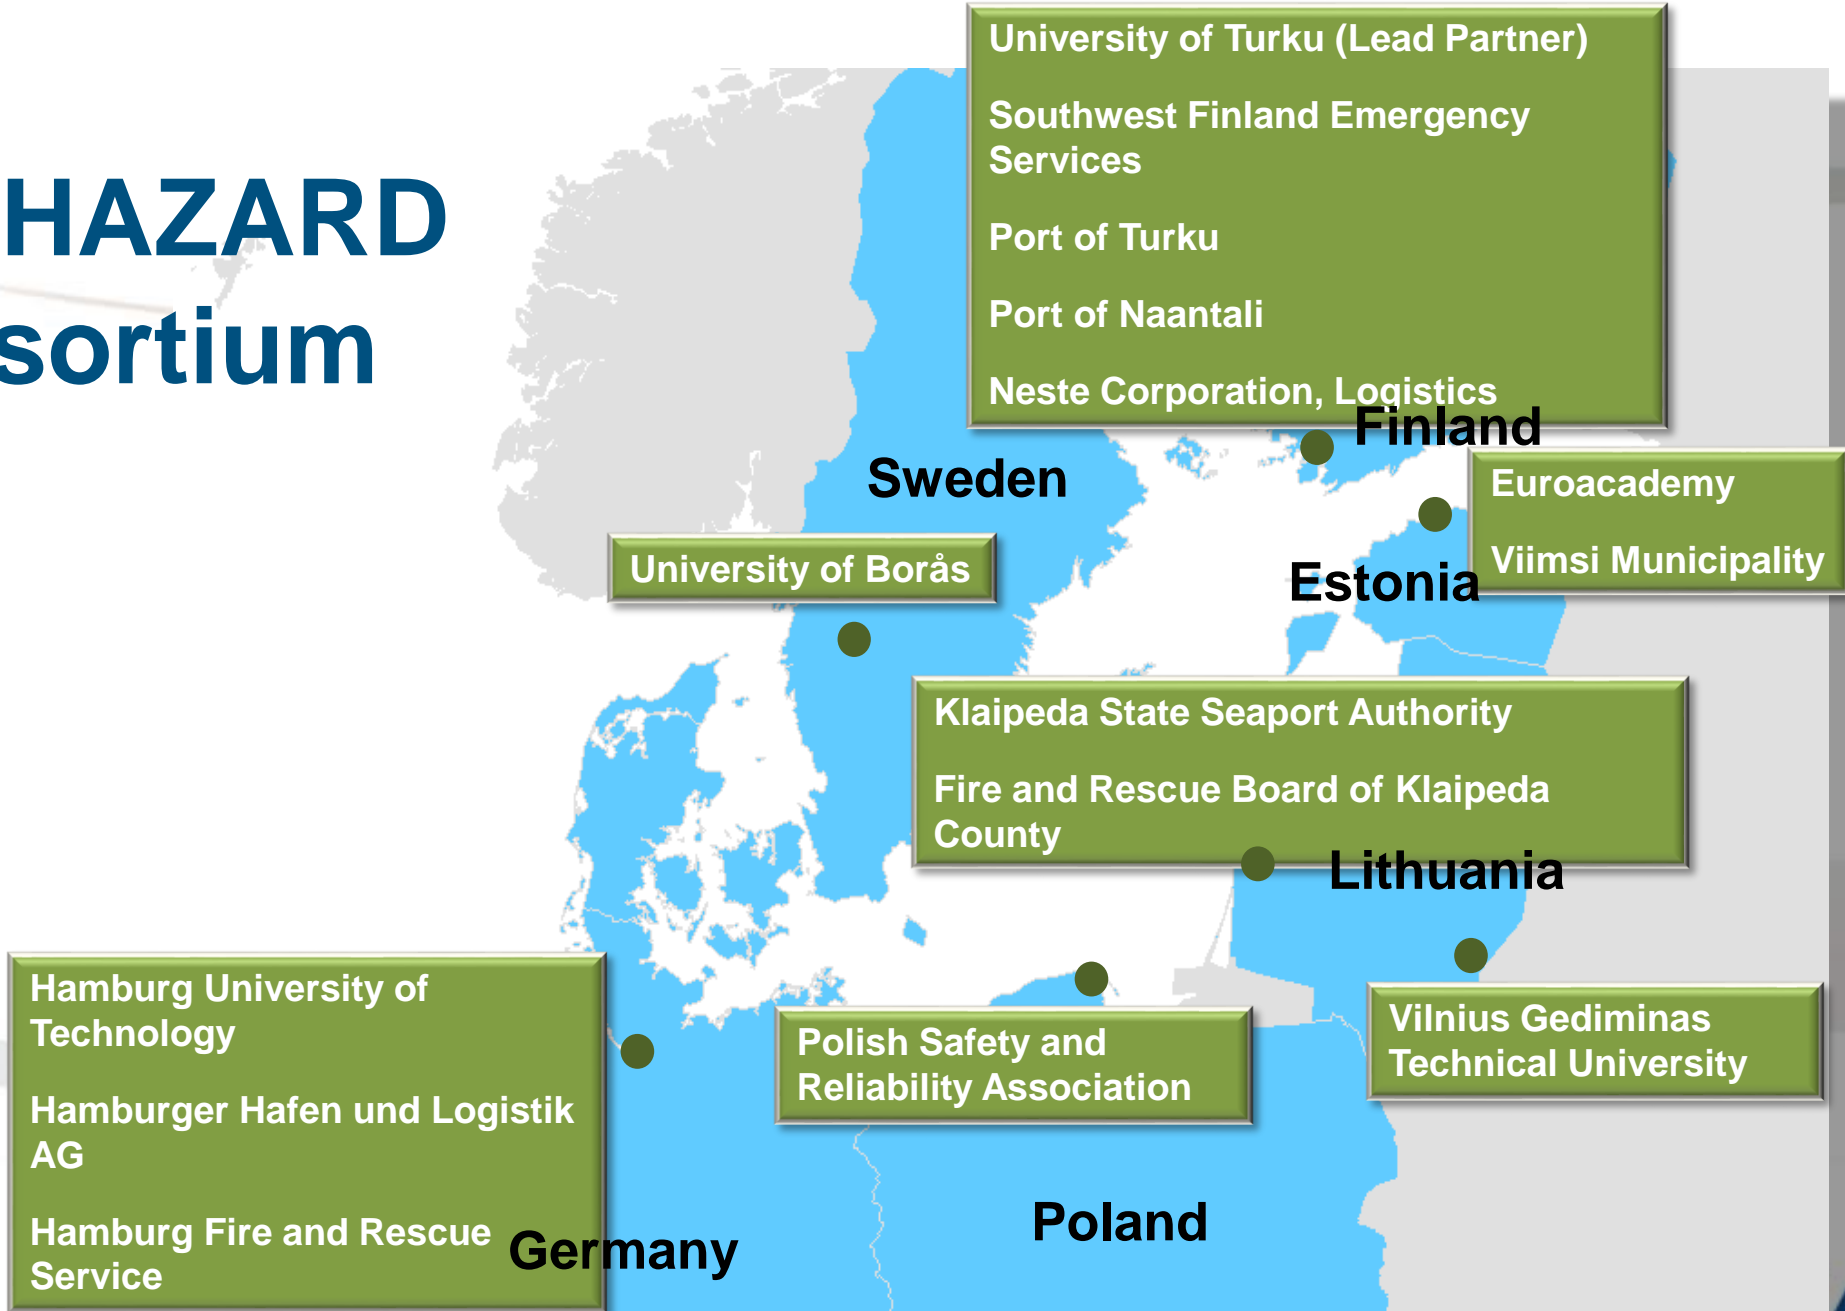 HAZARD
sortium
University of Turku (Lead Partner)
Southwest Finland Emergency
Services
Port of Turku
Port of Naantali
Neste Corporation, Logistics
Finland
Sweden
Euroacademy
Viimsi Municipality
University of Borås
Estonia
Klaipeda State Seaport Authority
Fire and Rescue Board of Klaipeda
County
Lithuania
Hamburg University of
Technology
Hamburger Hafen und Logistik
AG
Hamburg Fire and Rescue
Service
Polish Safety and
Reliability Association
Vilnius Gediminas
Technical University
Germany
Poland